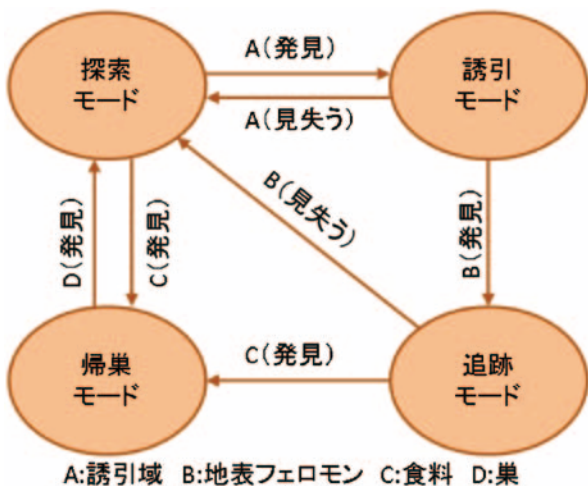 探索
モード
A(発見)
誘引
モード
A(見失う)
B(見失う)
D(発見)
C(発見)
B(発見)
帰巣
モード
C(発見)
追跡
モード
A:誘引域 B:地表フェロモン C:食料 D:巣